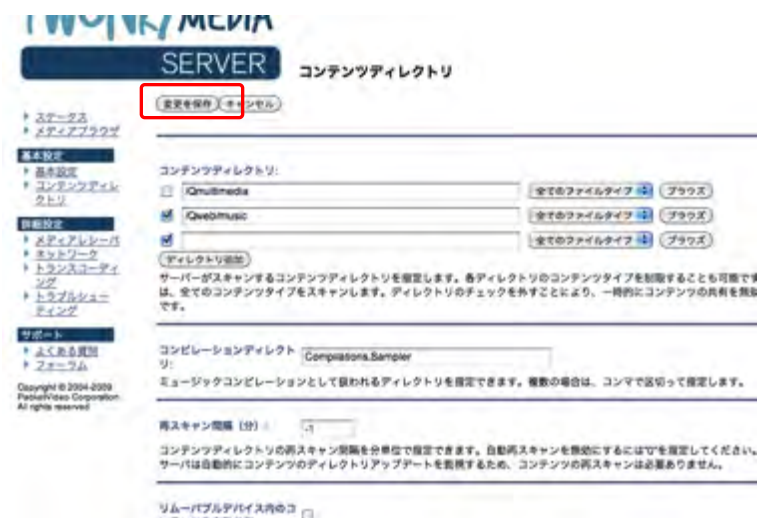 TWONKY MEDIA
SERVER
コンテンツディレクトリ
変更を保存 キャンセル
ステータス
メディアブラウザ
基本設定
基本設定
コンテンツディレ
クトリ
詳細設定
メディアレシーバ
ネットワーク
トランスコーディ
ング
トラブルシュー
ティング
サポート
よくある質問
フォーラム
Copyright © 2004-2009
PacketVideo Corporation
All rights reserved
コンテンツディレクトリ:
/Qmultimedia 全てのファイルタイプ ブラウズ
/Qweb/music 全てのファイルタイプ ブラウズ
全てのファイルタイプ ブラウズ
ディレクトリ追加
サーバーがスキャンするコンテンツディレクトリを指定します。各ディレクトリのコンテンツタイプを制限することも可能です
は、全てのコンテンツタイプをスキャンします。ディレクトリのチェックを外すことにより、一時的にコンテンツの共有を無効
です。
コンピレーションディレクト
リ:
Compilations,Sampler
ミュージックコンピレーションとして扱われるディレクトリを指定できます。複数の場合は、コンマで区切って指定します。
再スキャン間隔（分）: -1
コンテンツディレクトリの再スキャン間隔を分単位で指定できます。自動再スキャンを無効にするには'0'を指定してください。
サーバは自動的にコンテンツのディレクトリアップデートを監視するため、コンテンツの再スキャンは必要ありません。
リムーバブルデバイス内のコ